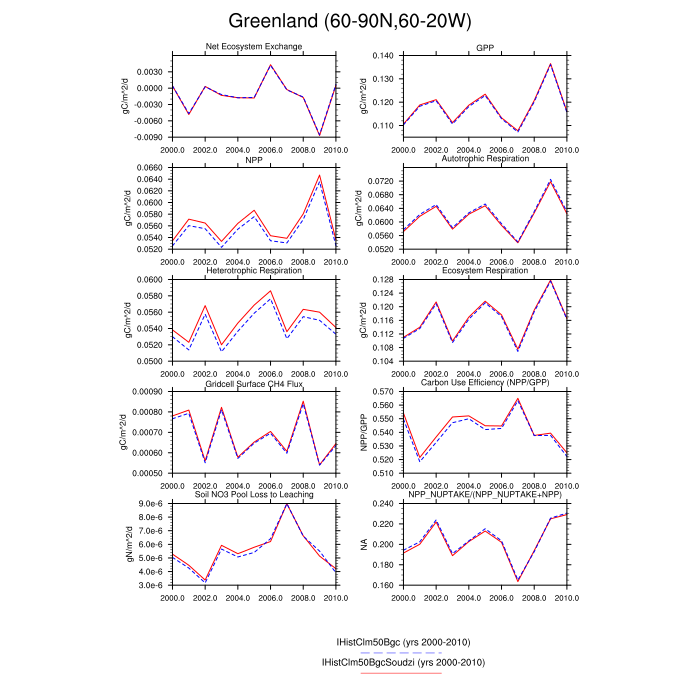 Greenland (60-90N,60-20W)
Net Ecosystem Exchange
gC/m^2/d
0.0030
0.0000
-0.0030
-0.0060
-0.0090
2000.0 2002.0 2004.0 2006.0 2008.0 2010.0
GPP
gC/m^2/d
0.140
0.130
0.120
0.110
2000.0 2002.0 2004.0 2006.0 2008.0 2010.0
NPP
gC/m^2/d
0.0660
0.0640
0.0620
0.0600
0.0580
0.0560
0.0540
0.0520
2000.0 2002.0 2004.0 2006.0 2008.0 2010.0
Autotrophic Respiration
gC/m^2/d
0.0720
0.0680
0.0640
0.0600
0.0560
0.0520
2000.0 2002.0 2004.0 2006.0 2008.0 2010.0
Heterotrophic Respiration
gC/m^2/d
0.0600
0.0580
0.0560
0.0540
0.0520
0.0500
2000.0 2002.0 2004.0 2006.0 2008.0 2010.0
Ecosystem Respiration
gC/m^2/d
0.128
0.124
0.120
0.116
0.112
0.108
0.104
2000.0 2002.0 2004.0 2006.0 2008.0 2010.0
Gridcell Surface CH4 Flux
gC/m^2/d
0.00090
0.00080
0.00070
0.00060
0.00050
2000.0 2002.0 2004.0 2006.0 2008.0 2010.0
Carbon Use Efficiency (NPP/GPP)
NPP/GPP
0.570
0.560
0.550
0.540
0.530
0.520
0.510
2000.0 2002.0 2004.0 2006.0 2008.0 2010.0
Soil NO3 Pool Loss to Leaching
gN/m^2/d
9.0e-6
8.0e-6
7.0e-6
6.0e-6
5.0e-6
4.0e-6
3.0e-6
2000.0 2002.0 2004.0 2006.0 2008.0 2010.0
NPP_NUPTAKE/(NPP_NUPTAKE+NPP)
NA
0.240
0.220
0.200
0.180
0.160
2000.0 2002.0 2004.0 2006.0 2008.0 2010.0
IHistClm50Bgc (yrs 2000-2010)
IHistClm50BgcSoudzi (yrs 2000-2010)